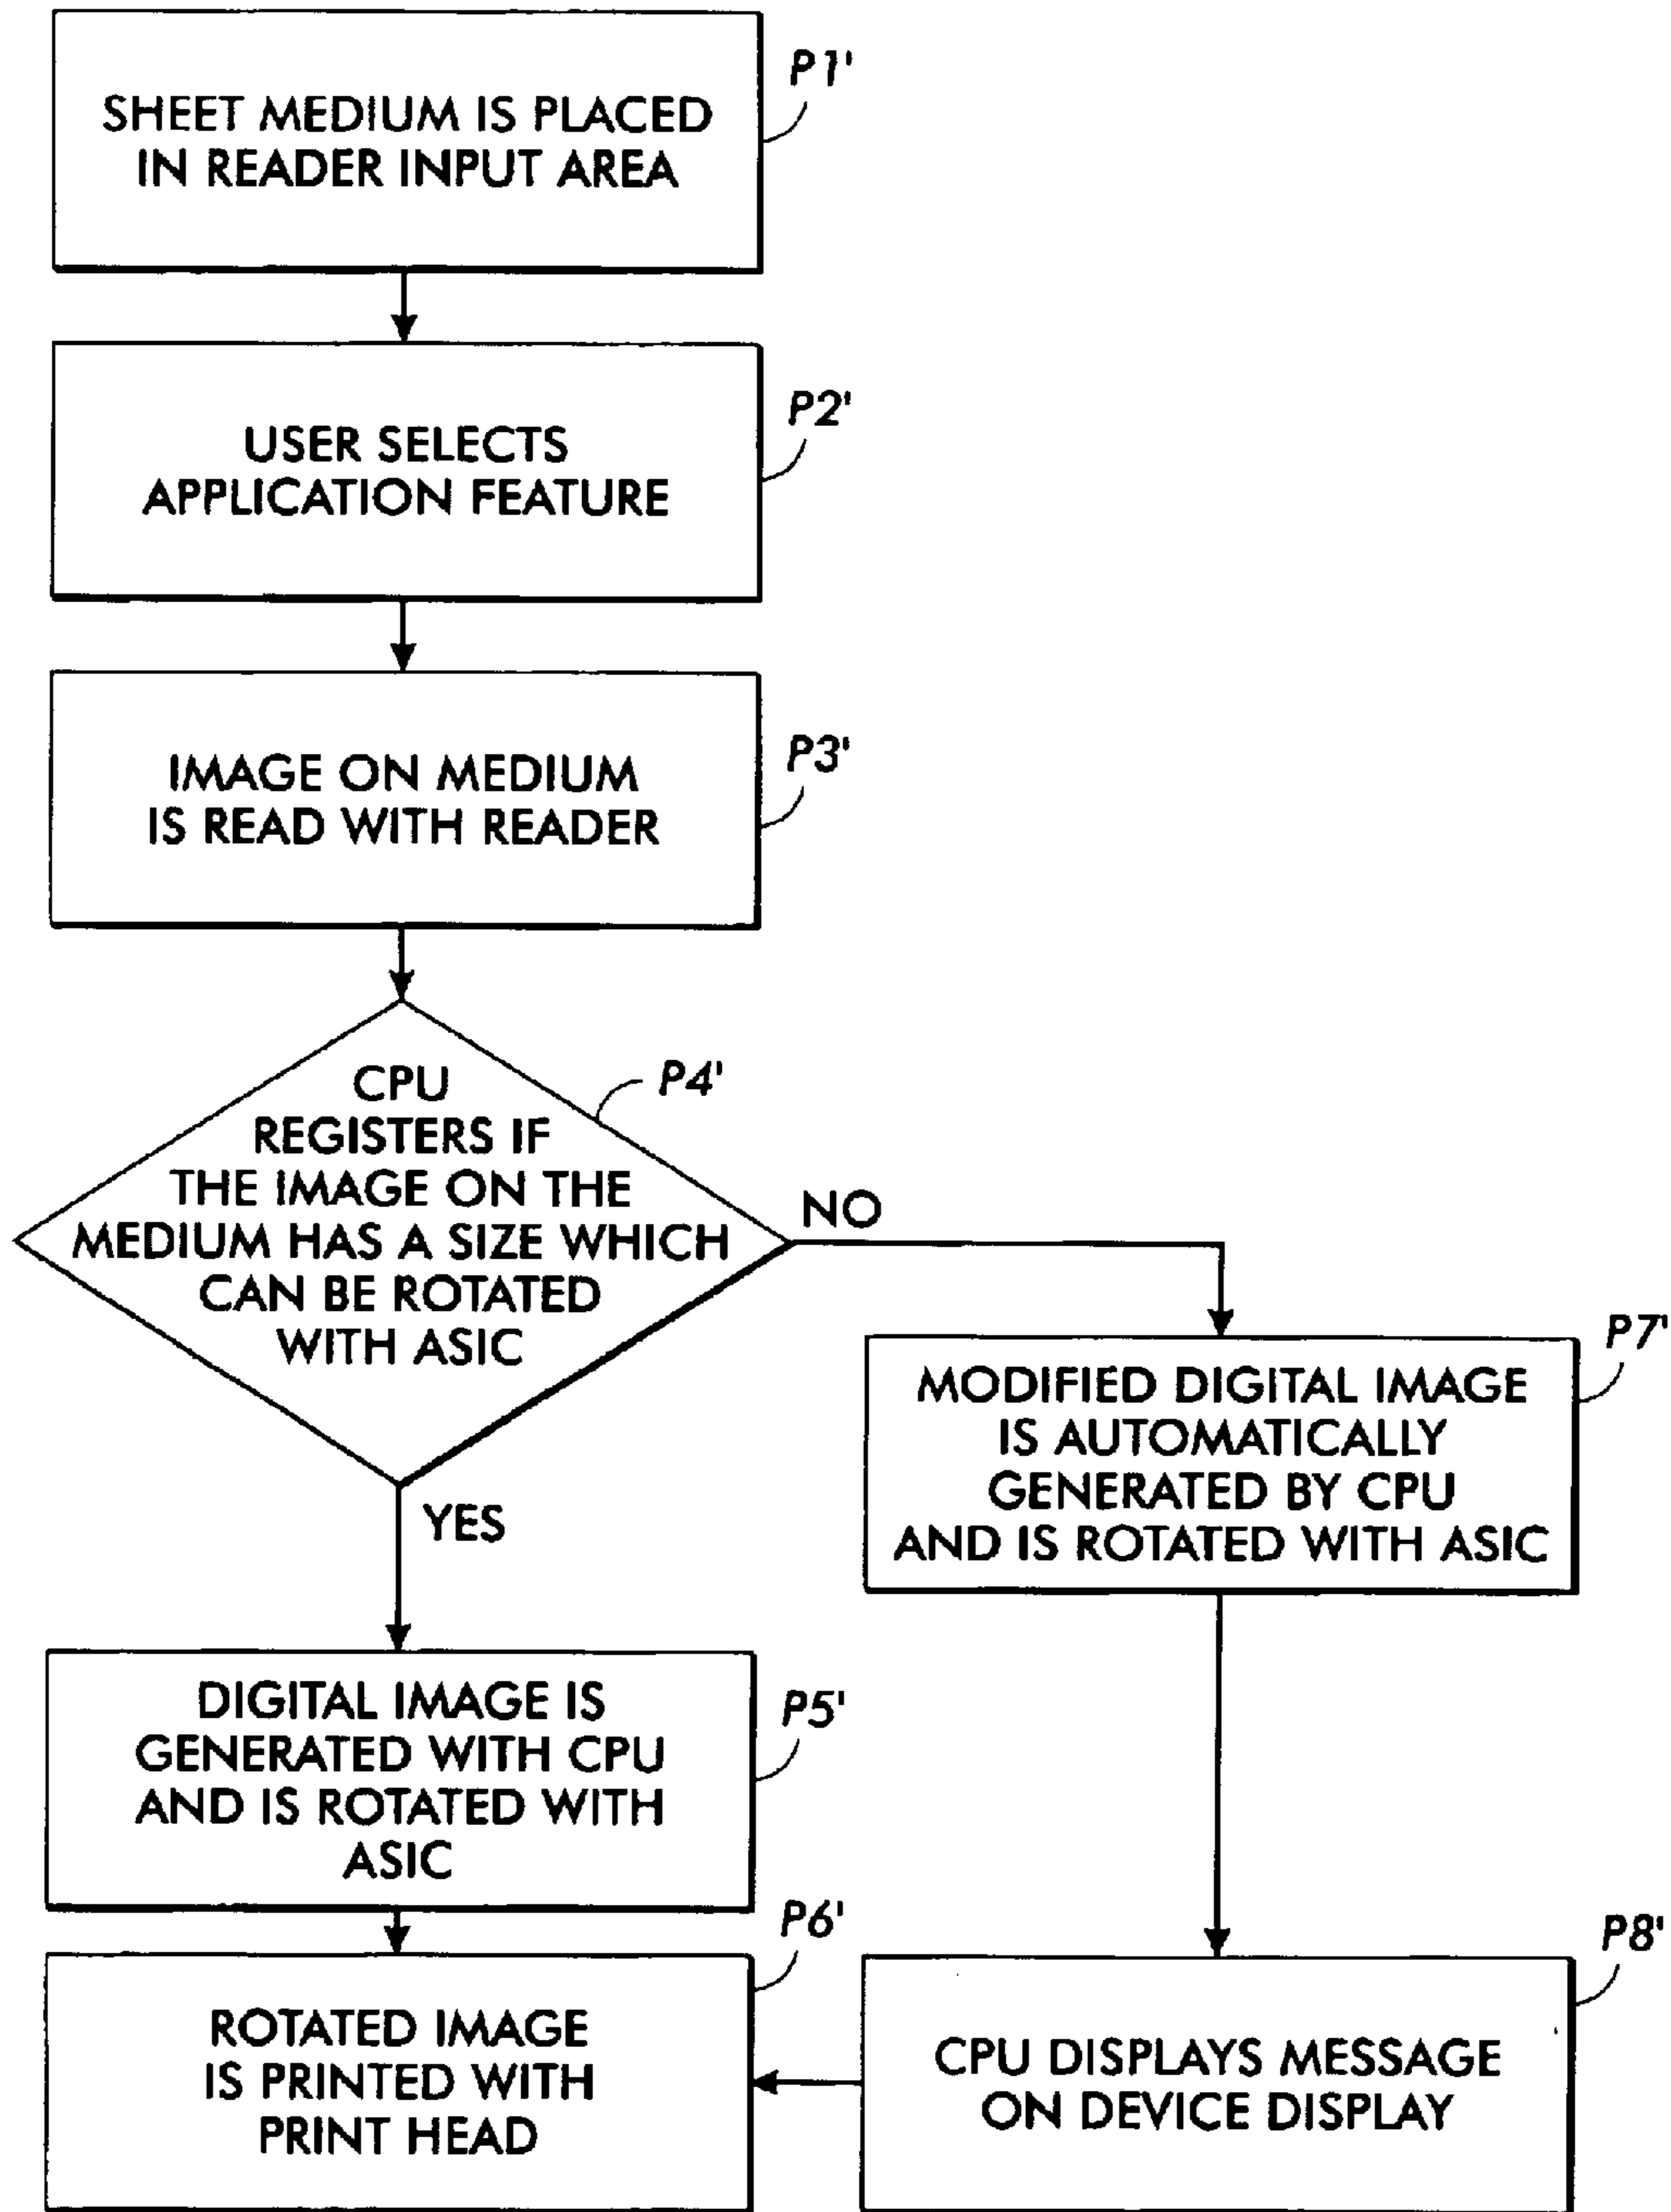 P1'
SHEET MEDIUM IS PLACED
IN READER INPUT AREA
P2'
USER SELECTS
APPLICATION FEATURE
P3'
IMAGE ON MEDIUM
IS READ WITH READER
P4'
CPU
REGISTERS IF
THE IMAGE ON THE
MEDIUM HAS A SIZE WHICH
CAN BE ROTATED
WITH ASIC
NO
YES
P7'
MODIFIED DIGITAL IMAGE
IS AUTOMATICALLY
GENERATED BY CPU
AND IS ROTATED WITH ASIC
P5'
DIGITAL IMAGE IS
GENERATED WITH CPU
AND IS ROTATED WITH
ASIC
P6'
ROTATED IMAGE
IS PRINTED WITH
PRINT HEAD
P8'
CPU DISPLAYS MESSAGE
ON DEVICE DISPLAY